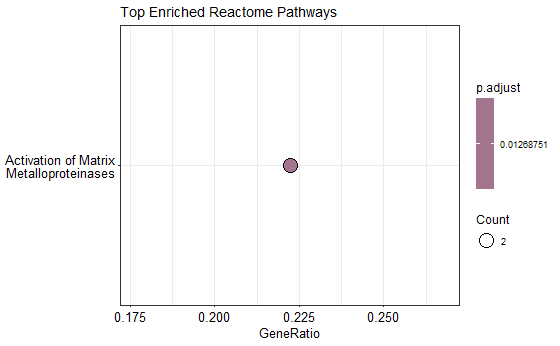 Top Enriched Reactome Pathways
Activation of Matrix
Metalloproteinases
0.175 0.200 0.225 0.250
GeneRatio
p.adjust
0.01268751
Count
2